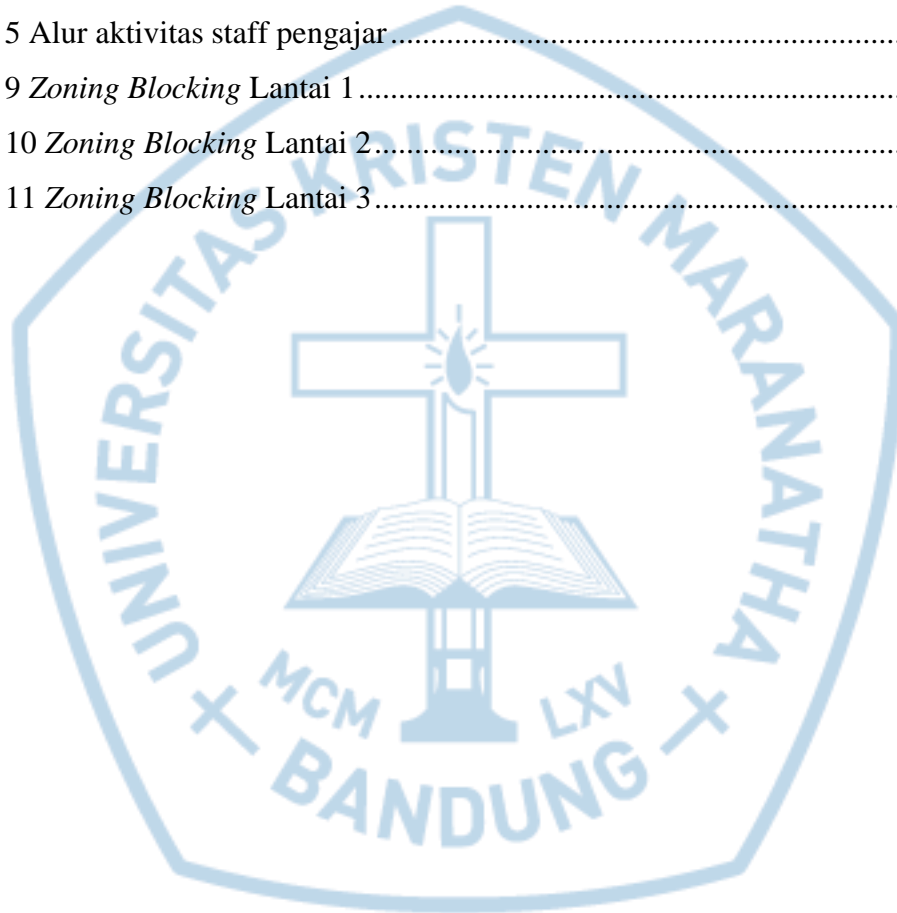 5 Alur aktivitas staff pengajar
9 Zoning Blocking Lantai 1
10 Zoning Blocking Lantai 2
11 Zoning Blocking Lantai 3
UNIVERSITAS KRISTEN MARANATHA
MCM LXV
BANDUNG